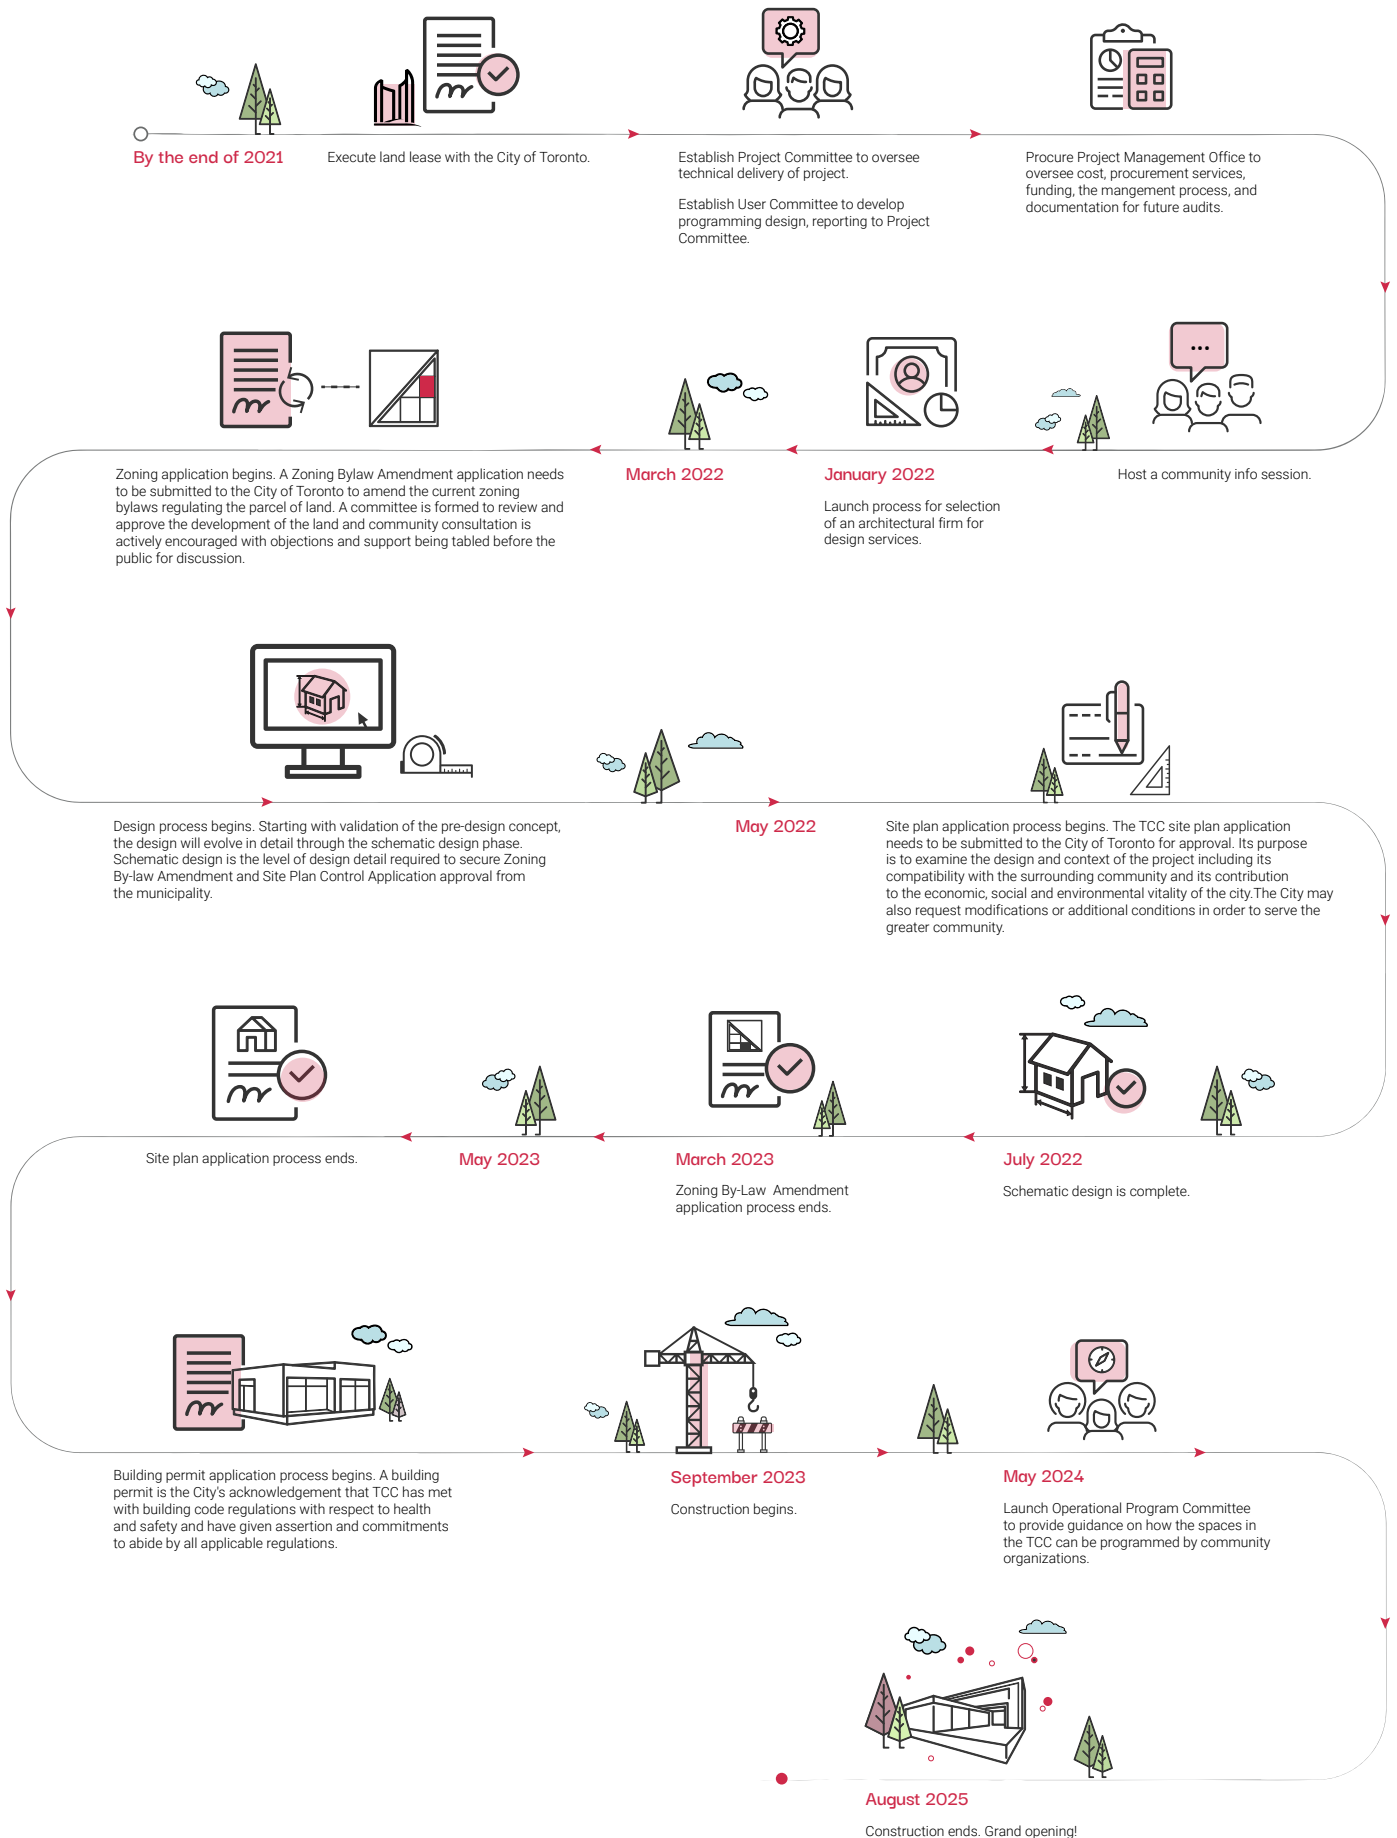 By the end of 2021
Execute land lease with the City of Toronto.
Establish Project Committee to oversee
technical delivery of project.
Establish User Committee to develop
programming design, reporting to Project
Committee.
Procure Project Management Office to
oversee cost, procurement services,
funding, the mangement process, and
documentation for future audits.
Host a community info session.
January 2022
Launch process for selection
of an architectural firm for
design services.
March 2022
Zoning application begins. A Zoning Bylaw Amendment application needs
to be submitted to the City of Toronto to amend the current zoning
bylaws regulating the parcel of land. A committee is formed to review and
approve the development of the land and community consultation is
actively encouraged with objections and support being tabled before the
public for discussion.
Design process begins. Starting with validation of the pre-design concept,
the design will evolve in detail through the schematic design phase.
Schematic design is the level of design detail required to secure Zoning
By-law Amendment and Site Plan Control Application approval from
the municipality.
May 2022
Site plan application process begins. The TCC site plan application
needs to be submitted to the City of Toronto for approval. Its purpose
is to examine the design and context of the project including its
compatibility with the surrounding community and its contribution
to the economic, social and environmental vitality of the city.The City may
also request modifications or additional conditions in order to serve the
greater community.
July 2022
Schematic design is complete.
March 2023
Zoning By-Law Amendment
application process ends.
May 2023
Site plan application process ends.
Building permit application process begins. A building
permit is the City's acknowledgement that TCC has met
with building code regulations with respect to health
and safety and have given assertion and commitments
to abide by all applicable regulations.
September 2023
Construction begins.
May 2024
Launch Operational Program Committee
to provide guidance on how the spaces in
the TCC can be programmed by community
organizations.
August 2025
Construction ends. Grand opening!